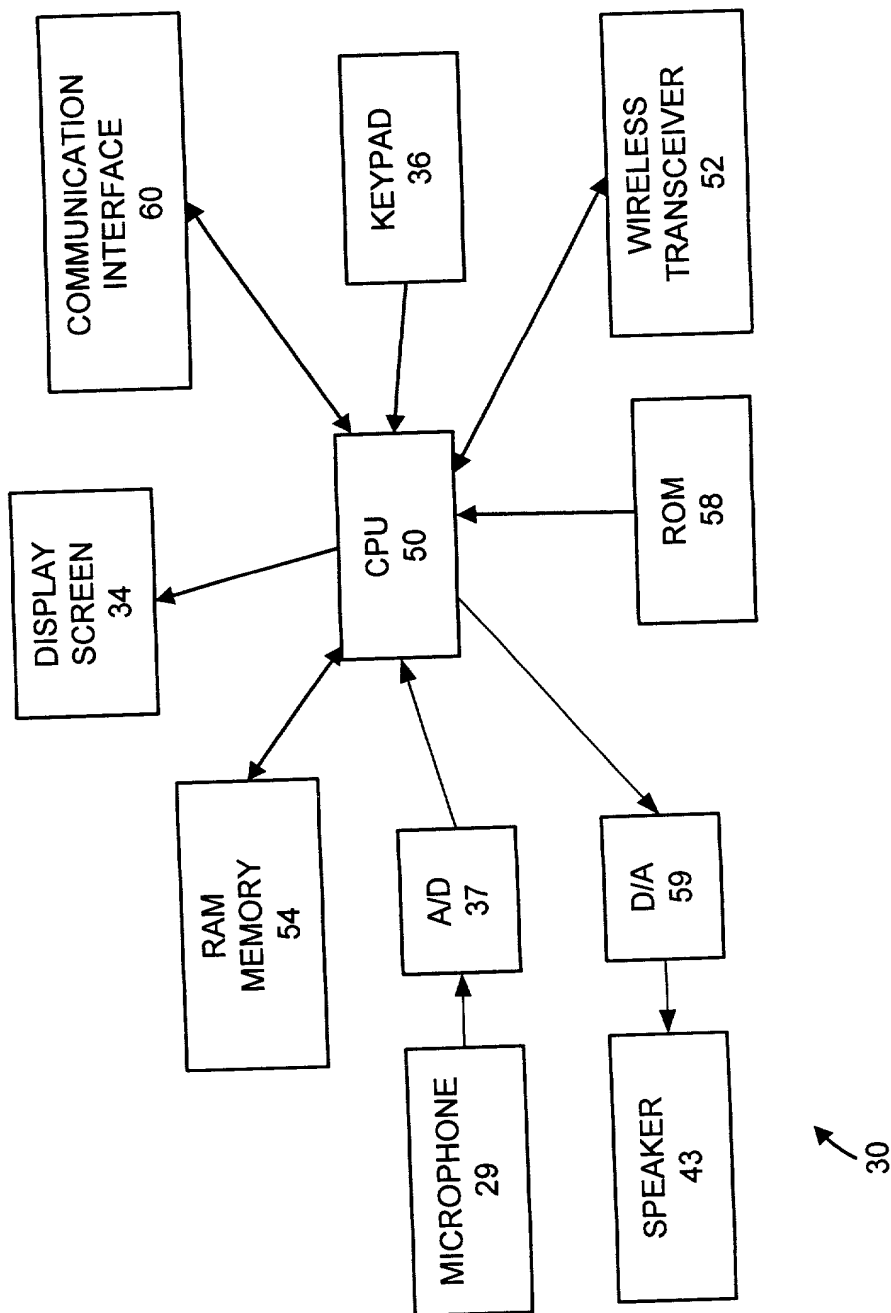 DISPLAY
SCREEN
34
COMMUNICATION
INTERFACE
60
RAM
MEMORY
54
CPU
50
KEYPAD
36
MICROPHONE
29
A/D
37
SPEAKER
43
D/A
59
ROM
58
WIRELESS
TRANSCEIVER
52
30